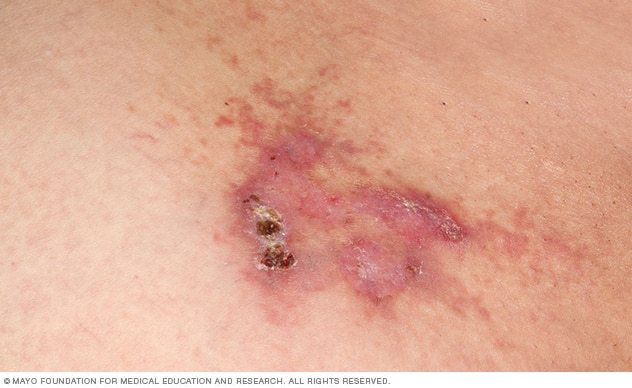 © MAYO FOUNDATION FOR MEDICAL EDUCATION AND RESEARCH. ALL RIGHTS RESERVED.